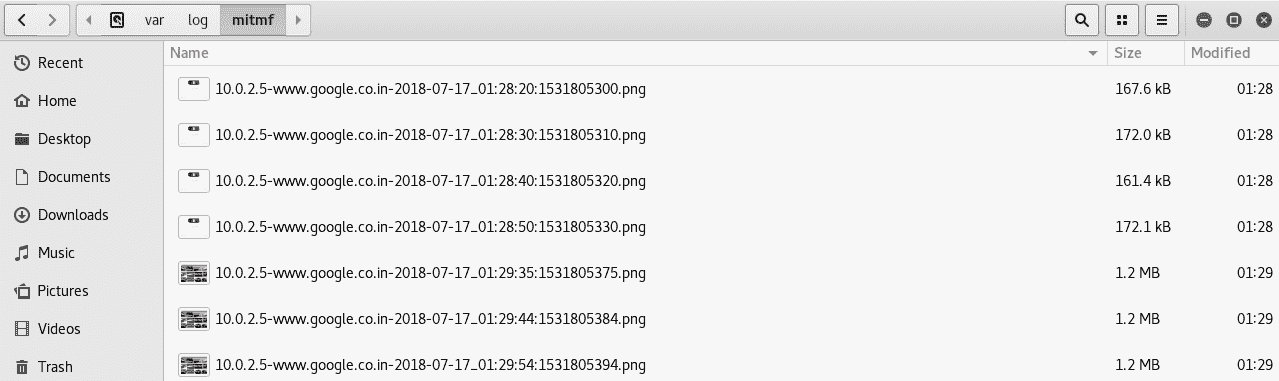 var log mitmf
Name Size Modified
Recent
Home
Desktop
Documents
Downloads
Music
Pictures
Videos
Trash
10.0.2.5-www.google.co.in-2018-07-17_01:28:20:1531805300.png 167.6 kB 01:28
10.0.2.5-www.google.co.in-2018-07-17_01:28:30:1531805310.png 172.0 kB 01:28
10.0.2.5-www.google.co.in-2018-07-17_01:28:40:1531805320.png 161.4 kB 01:28
10.0.2.5-www.google.co.in-2018-07-17_01:28:50:1531805330.png 172.1 kB 01:28
10.0.2.5-www.google.co.in-2018-07-17_01:29:35:1531805375.png 1.2 MB 01:29
10.0.2.5-www.google.co.in-2018-07-17_01:29:44:1531805384.png 1.2 MB 01:29
10.0.2.5-www.google.co.in-2018-07-17_01:29:54:1531805394.png 1.2 MB 01:29